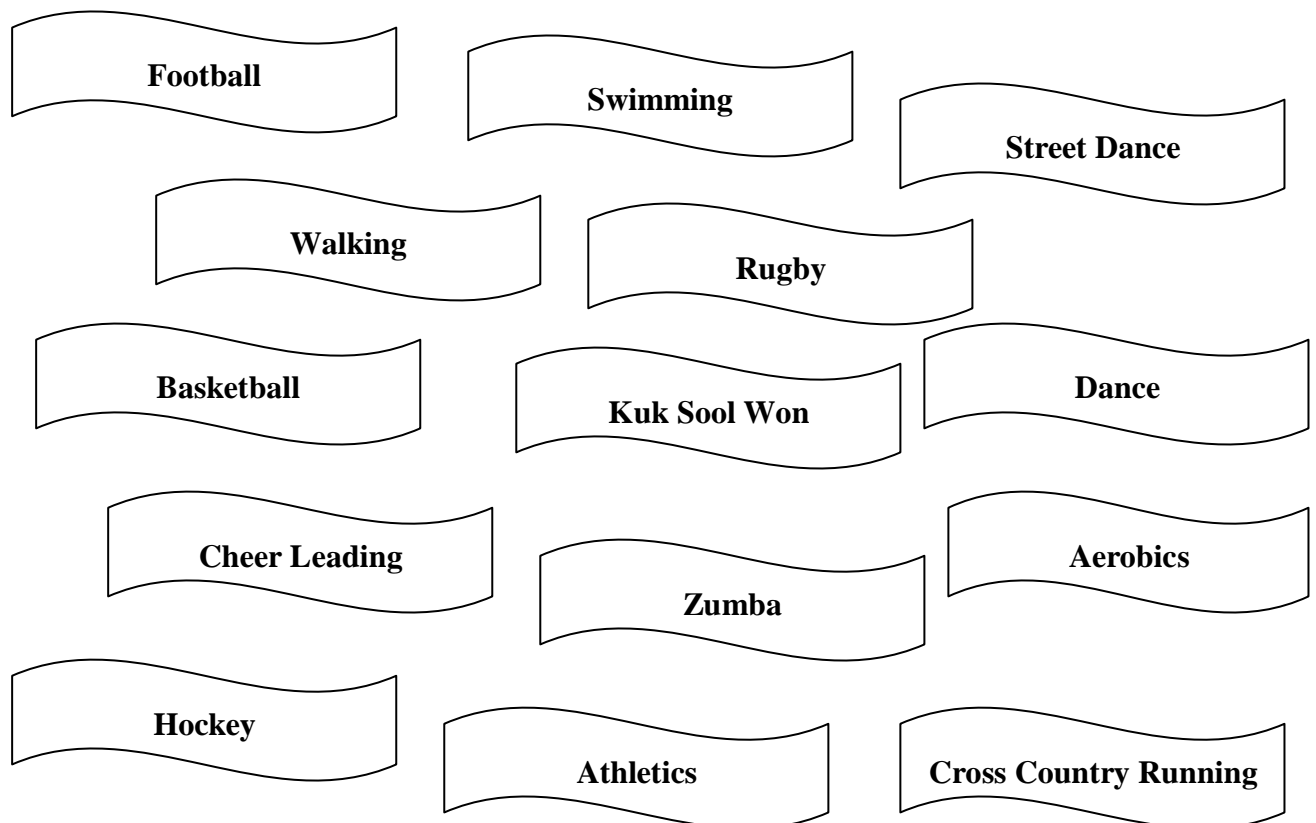 Football
Swimming
Street Dance
Walking
Rugby
Basketball
Kuk Sool Won
Dance
Cheer Leading
Zumba
Aerobics
Hockey
Athletics
Cross Country Running